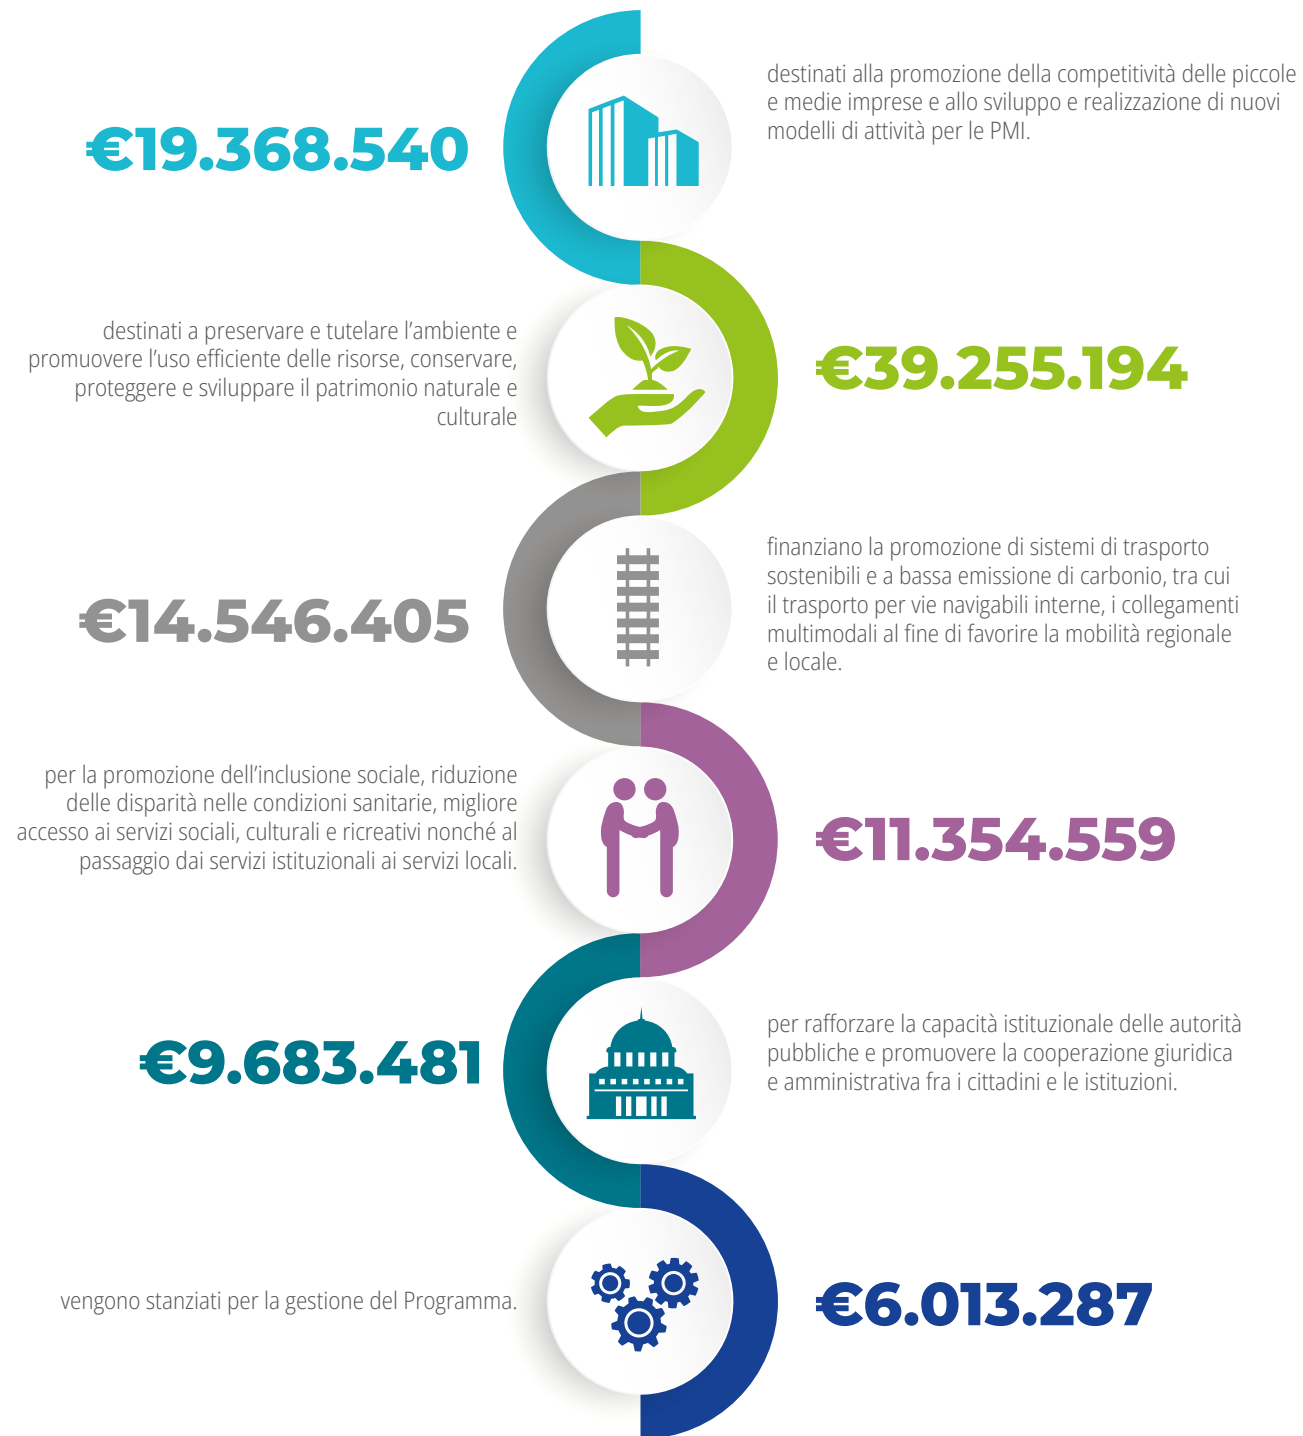 €19.368.540
destinati alla promozione della competitività delle piccole
e medie imprese e allo sviluppo e realizzazione di nuovi
modelli di attività per le PMI.
destinati a preservare e tutelare l’ambiente e
promuovere l’uso efficiente delle risorse, conservare,
proteggere e sviluppare il patrimonio naturale e
culturale
€39.255.194
€14.546.405
finanziano la promozione di sistemi di trasporto
sostenibili e a bassa emissione di carbonio, tra cui
il trasporto per vie navigabili interne, i collegamenti
multimodali al fine di favorire la mobilità regionale
e locale.
per la promozione dell’inclusione sociale, riduzione
delle disparità nelle condizioni sanitarie, migliore
accesso ai servizi sociali, culturali e ricreativi nonché al
passaggio dai servizi istituzionali ai servizi locali.
€11.354.559
€9.683.481
per rafforzare la capacità istituzionale delle autorità
pubbliche e promuovere la cooperazione giuridica
e amministrativa fra i cittadini e le istituzioni.
vengono stanziati per la gestione del Programma.
€6.013.287